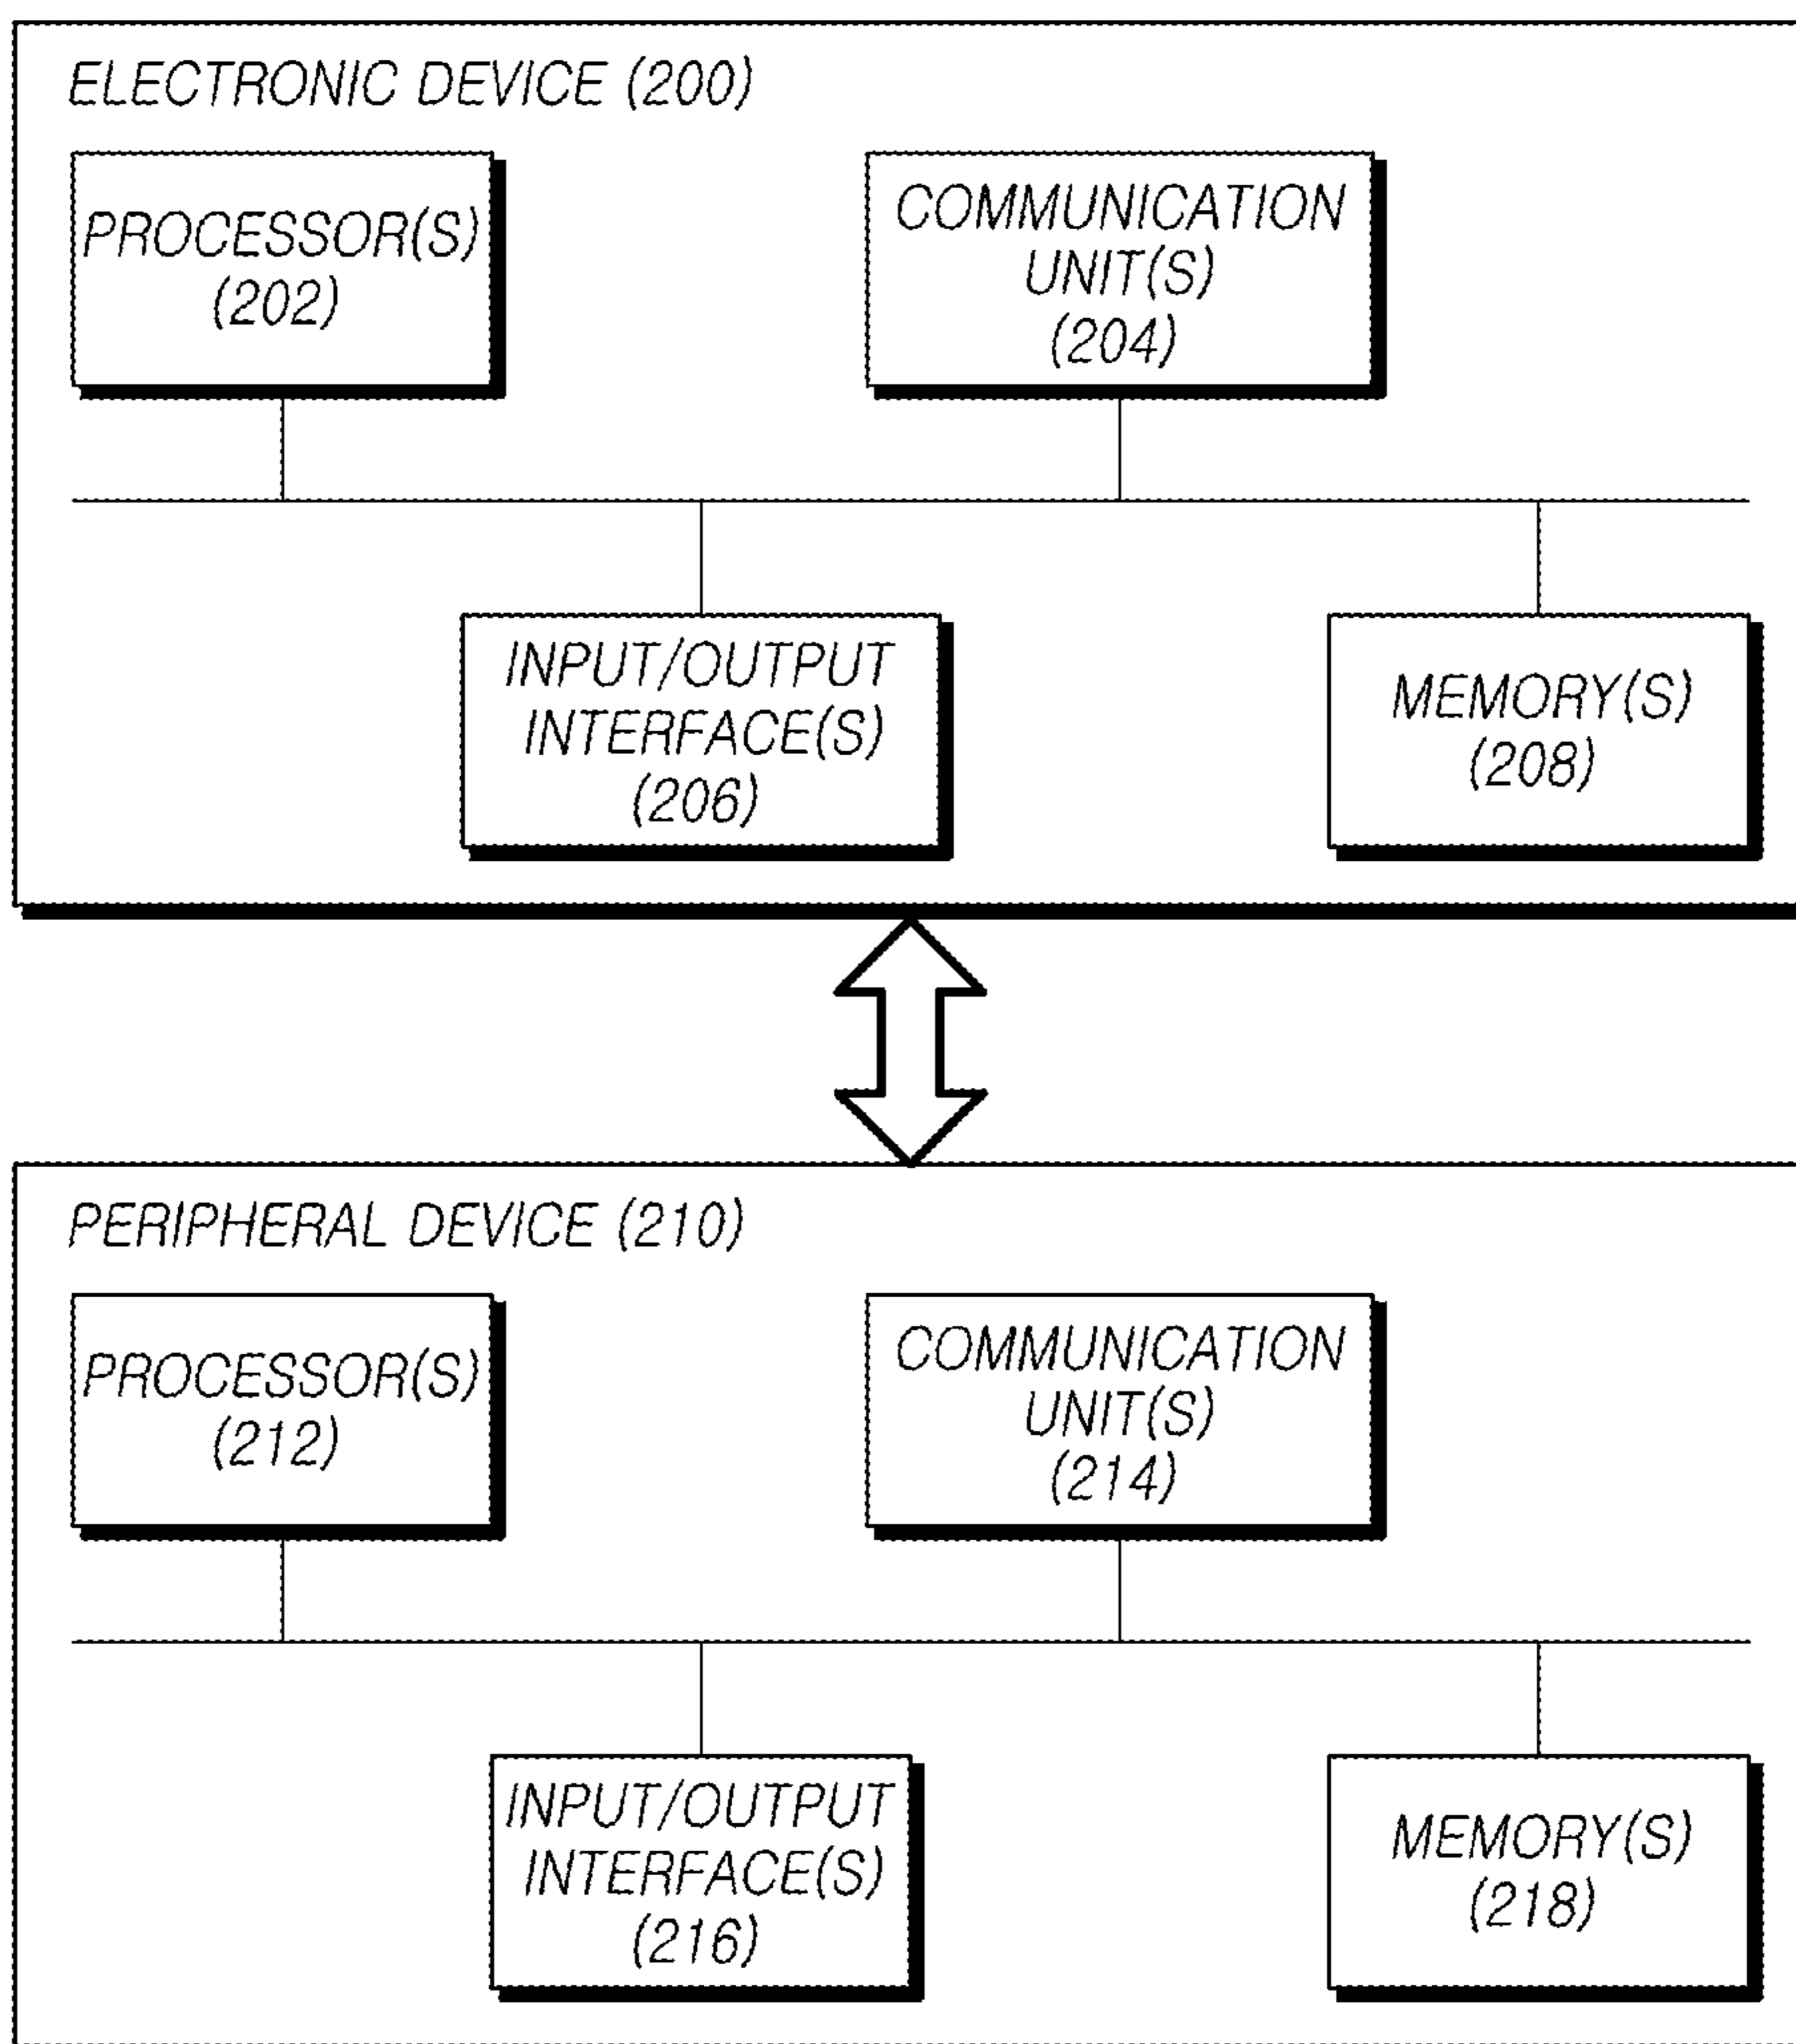 ELECTRONIC DEVICE (200)
PROCESSOR(S)
(202)
COMMUNICATION
UNIT(S)
(204)
INPUT/OUTPUT
INTERFACE(S)
(206)
MEMORY(S)
(208)
PERIPHERAL DEVICE (210)
PROCESSOR(S)
(212)
COMMUNICATION
UNIT(S)
(214)
INPUT/OUTPUT
INTERFACE(S)
(216)
MEMORY(S)
(218)